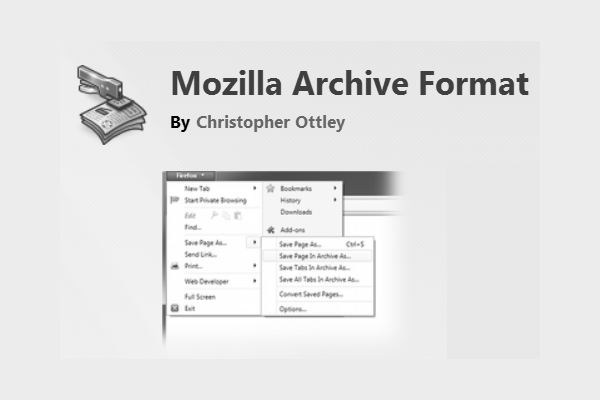 Mozilla Archive Format
By Christopher Ottley
Firefox
New Tab
Start Private Browsing
Edit
Find...
Save Page As...
Send Link...
Print...
Web Developer
Full Screen
Exit
Bookmarks
History
Downloads
Add-ons
Save Page As... Ctrl+S
Save Page In Archive As...
Save Tabs In Archive As...
Save All Tabs In Archive As...
Convert Saved Pages...
Options...